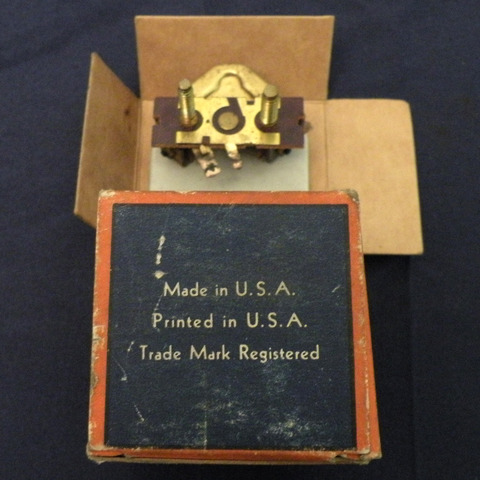 Made in U.S.A.
Printed in U.S.A.
Trade Mark Registered